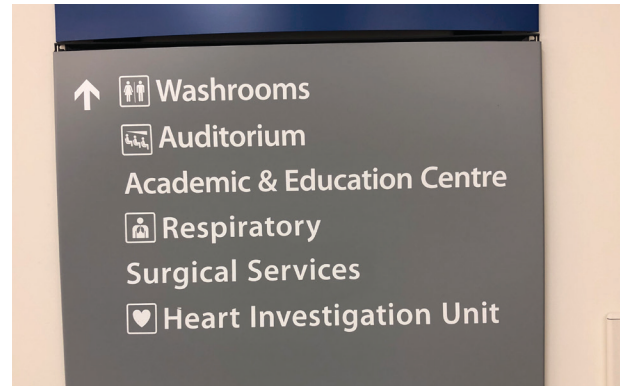 Washrooms
Auditorium
Academic & Education Centre
Respiratory
Surgical Services
Heart Investigation Unit